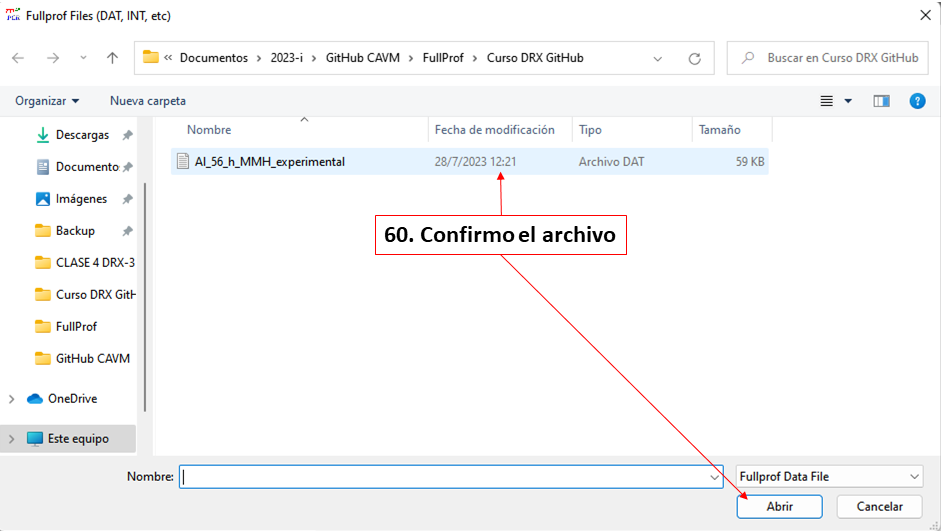 Fullprof Files (DAT, INT, etc)
« Documentos › 2023-i › GitHub CAVM › FullProf › Curso DRX GitHub
Buscar en Curso DRX GitHub
Organizar
Nueva carpeta
Descargas
Documento
Imágenes
Backup
CLASE 4 DRX-3
Curso DRX GitH
FullProf
GitHub CAVM
OneDrive
Este equipo
Nombre Fecha de modificación Tipo Tamaño
Al_56_h_MMH_experimental 28/7/2023 12:21 Archivo DAT 59 KB
60. Confirmo el archivo
Nombre:
Fullprof Data File
Abrir Cancelar